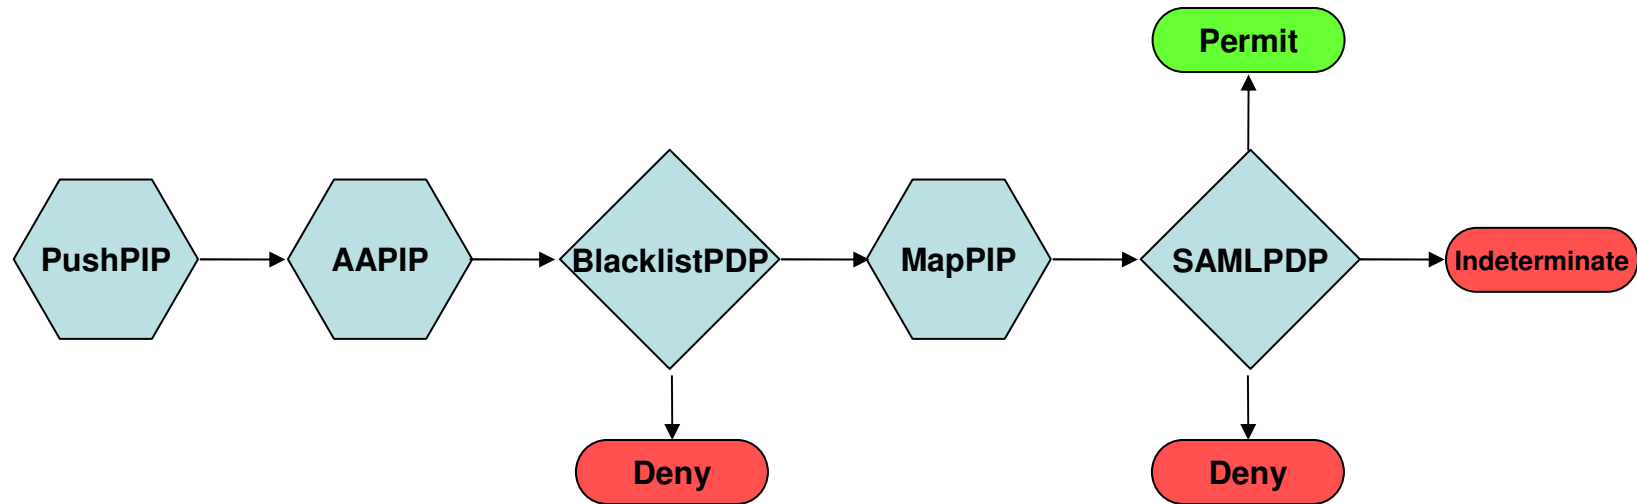 Permit
PushPIP
AAPIP
BlacklistPDP
MapPIP
SAMLPDP
Indeterminate
Deny
Deny